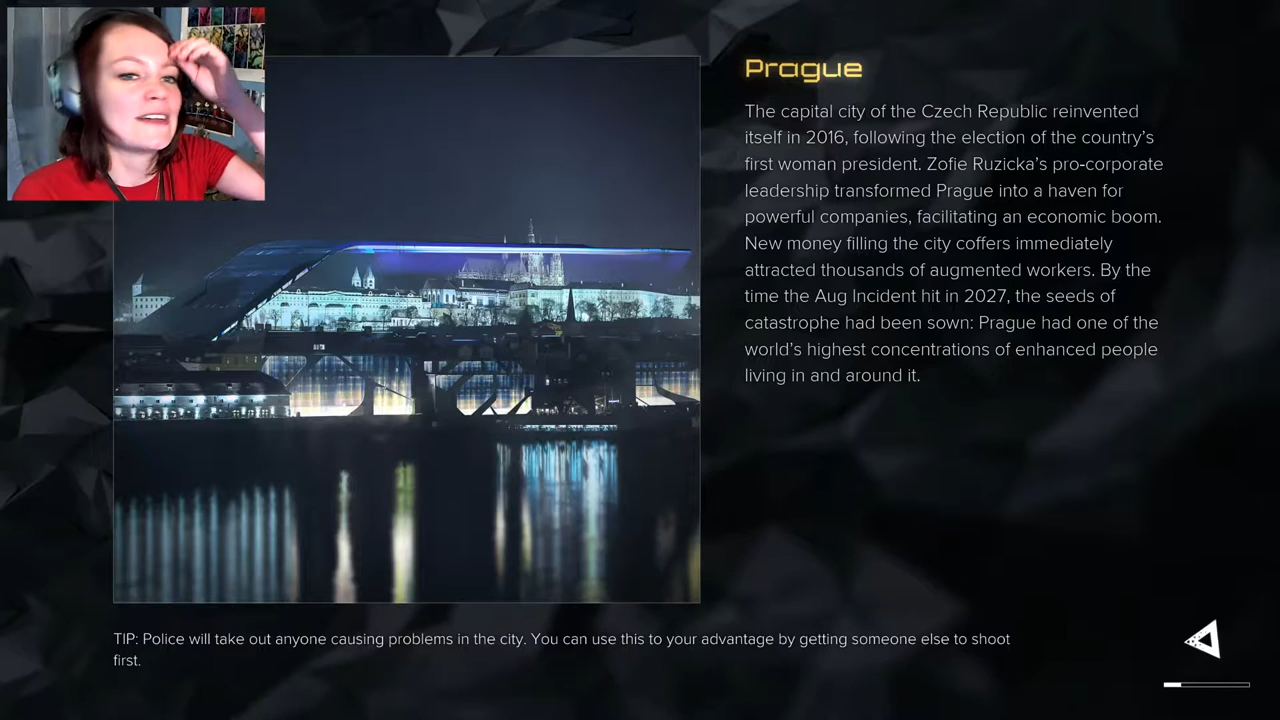 Prague
The capital city of the Czech Republic reinvented
itself in 2016, following the election of the country's
first woman president. Zofie Ruzicka's pro-corporate
leadership transformed Prague into a haven for
powerful companies, facilitating an economic boom.
New money filling the city coffers immediately
attracted thousands of augmented workers. By the
time the Aug Incident hit in 2027, the seeds of
catastrophe had been sown: Prague had one of the
world's highest concentrations of enhanced people
living in and around it.
TIP: Police will take out anyone causing problems in the city. You can use this to your advantage by getting someone else to shoot
first.